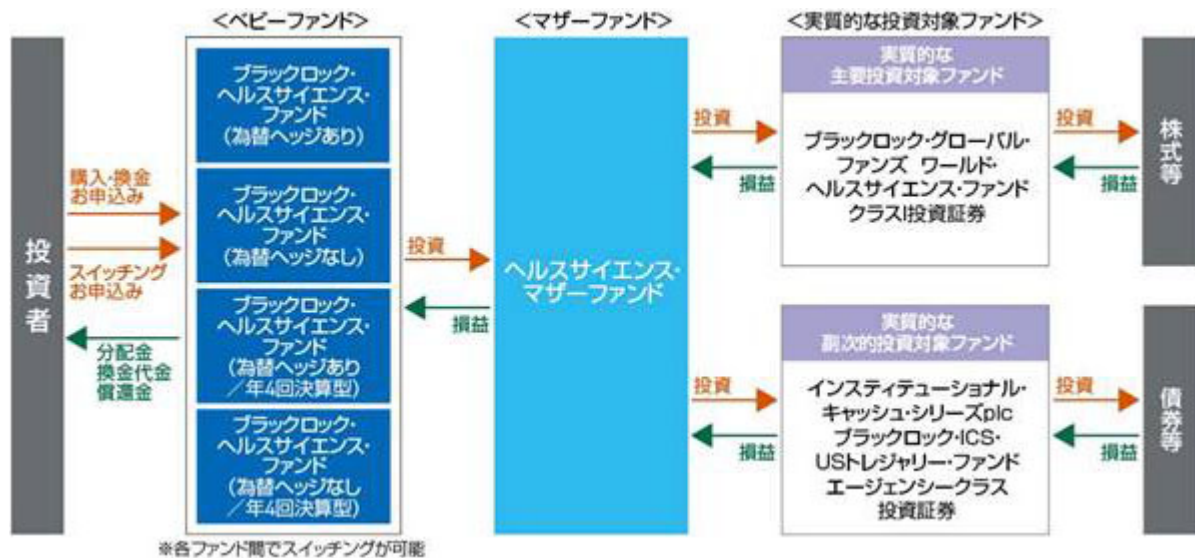 <ベビーファンド>
<マザーファンド>
<実質的な投資対象ファンド>
投資者
購入・換金
お申込み
スイッチング
お申込み
分配金
換金代金
償還金
ブラックロック・
ヘルスサイエンス・
ファンド
(為替ヘッジあり)
ブラックロック・
ヘルスサイエンス・
ファンド
(為替ヘッジなし)
ブラックロック・
ヘルスサイエンス・
ファンド
(為替ヘッジあり
/年4回決算型)
ブラックロック・
ヘルスサイエンス・
ファンド
(為替ヘッジなし
/年4回決算型)
※各ファンド間でスイッチングが可能
投資
損益
ヘルスサイエンス・
マザーファンド
投資
損益
実質的な
主要投資対象ファンド
ブラックロック・グローバル・
ファンズ ワールド・
ヘルスサイエンス・ファンド
クラスI投資証券
投資
損益
株式等
投資
損益
実質的な
副次的投資対象ファンド
インスティテューショナル・
キャッシュ・シリーズplc
ブラックロック・ICS・
USトレジャリー・ファンド
エージェンシークラス
投資証券
投資
損益
債券等